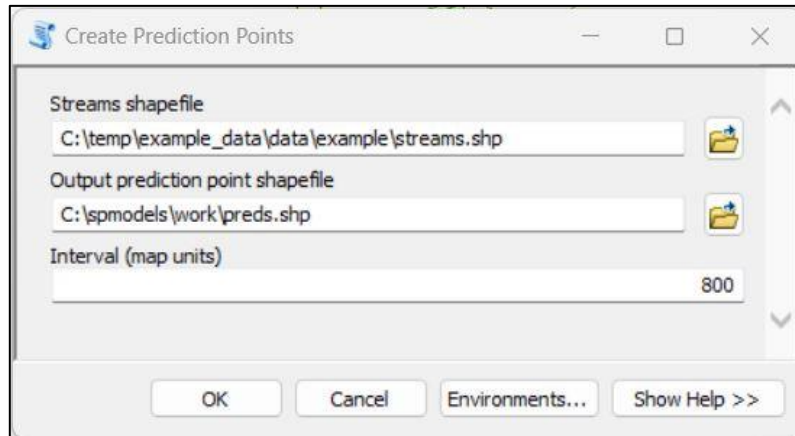 Create Prediction Points
Streams shapefile
C:\temp\example_data\data\example\streams.shp
Output prediction point shapefile
C:\spmodels\work\preds.shp
Interval (map units)
800
OK Cancel Environments... Show Help >>